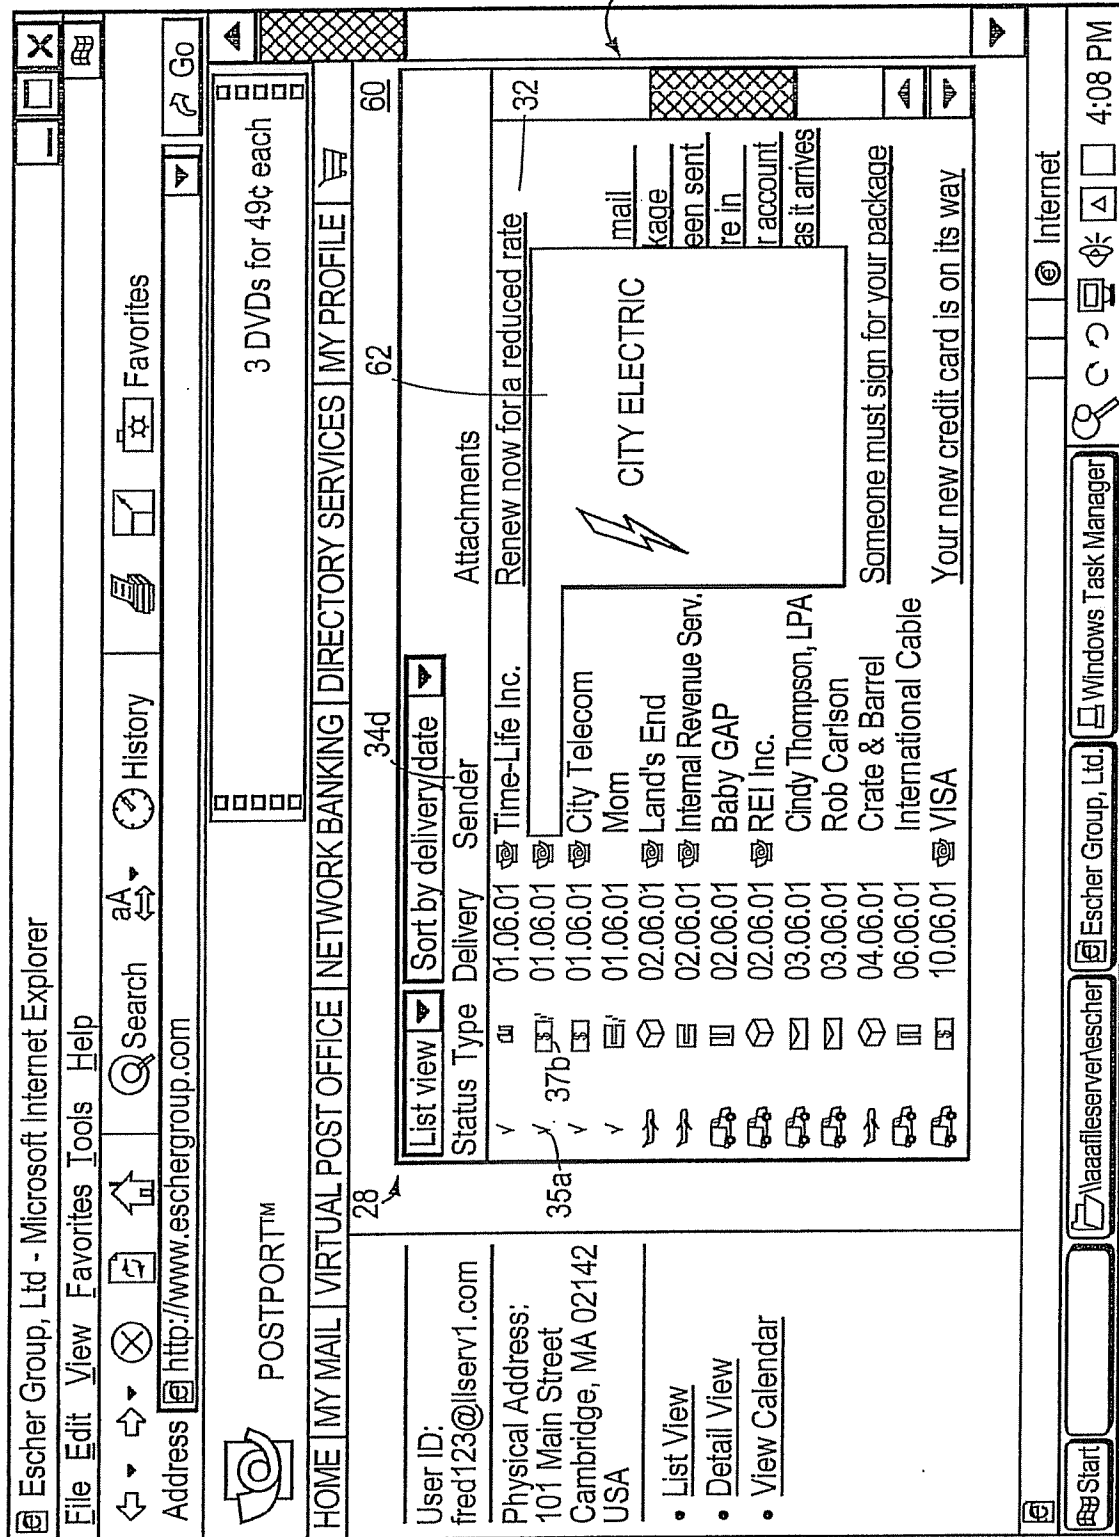 Escher Group, Ltd - Microsoft Internet Explorer
File Edit View Favorites Tools Help
Search aA History Favorites
Address http://www.eschergroup.com Go
POSTPORT™
3 DVDs for 49¢ each
HOME | MY MAIL | VIRTUAL POST OFFICE | NETWORK BANKING | DIRECTORY SERVICES | MY PROFILE |
28 34d 62 60
User ID:
fred123@llserv1.com
Physical Address:
101 Main Street
Cambridge, MA 02142
USA
• List View
• Detail View
• View Calendar
List view Sort by delivery date
Status Type Delivery Sender Attachments
√ 01.06.01 Time-Life Inc. Renew now for a reduced rate 32
√ $ 01.06.01
35a 37b
√ $ 01.06.01 City Telecom
√ 01.06.01 Mom mail
02.06.01 Land's End kage
02.06.01 Internal Revenue Serv. een sent
02.06.01 Baby GAP re in
02.06.01 REI Inc. r account
03.06.01 Cindy Thompson, LPA as it arrives
03.06.01 Rob Carlson
04.06.01 Crate & Barrel Someone must sign for your package
06.06.01 International Cable
$ 10.06.01 VISA Your new credit card is on its way
CITY ELECTRIC
Internet
Start \\aaafileserver\escher Escher Group, Ltd. Windows Task Manager 4:08 PM